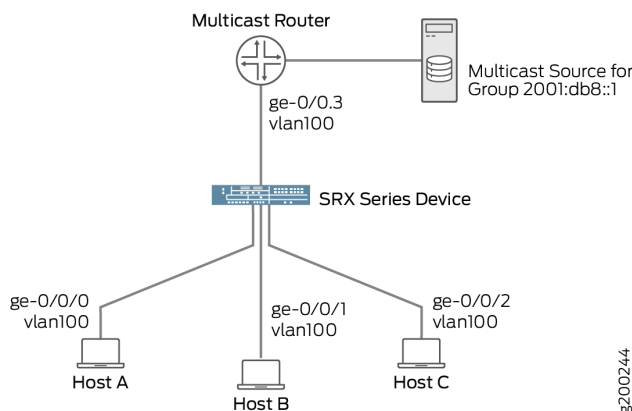 Multicast Router
Multicast Source for
Group 2001:db8::1
ge-0/0.3
vlan100
SRX Series Device
ge-0/0/0
vlan100
ge-0/0/1
vlan100
ge-0/0/2
vlan100
Host A
Host B
Host C
g200244